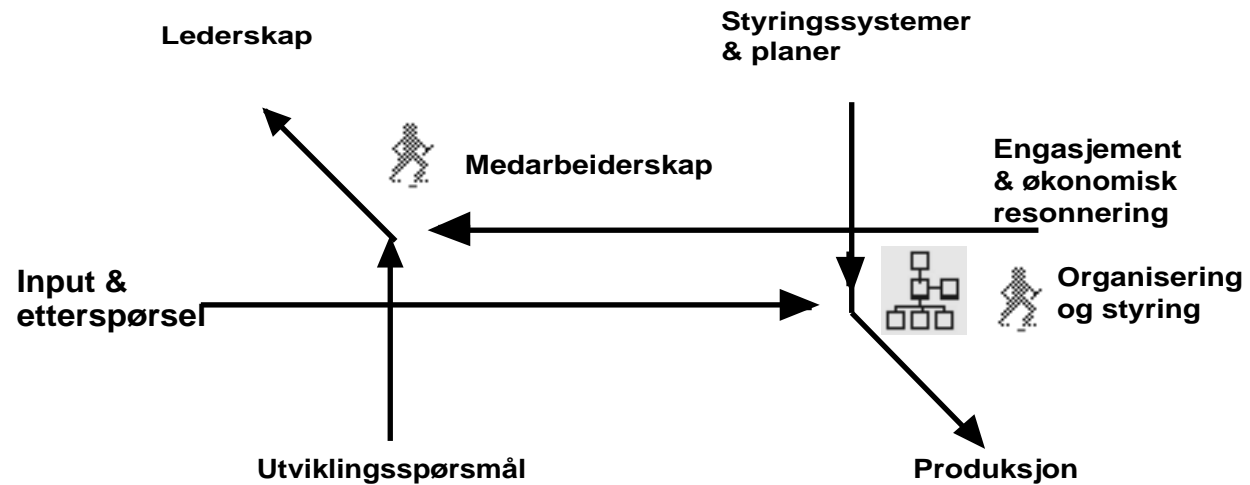 Lederskap
Styringssystemer
& planer
Medarbeiderskap
Engasjement
& økonomisk
resonnering
Input &
etterspørsel
Organisering
og styring
Utviklingsspørsmål
Produksjon